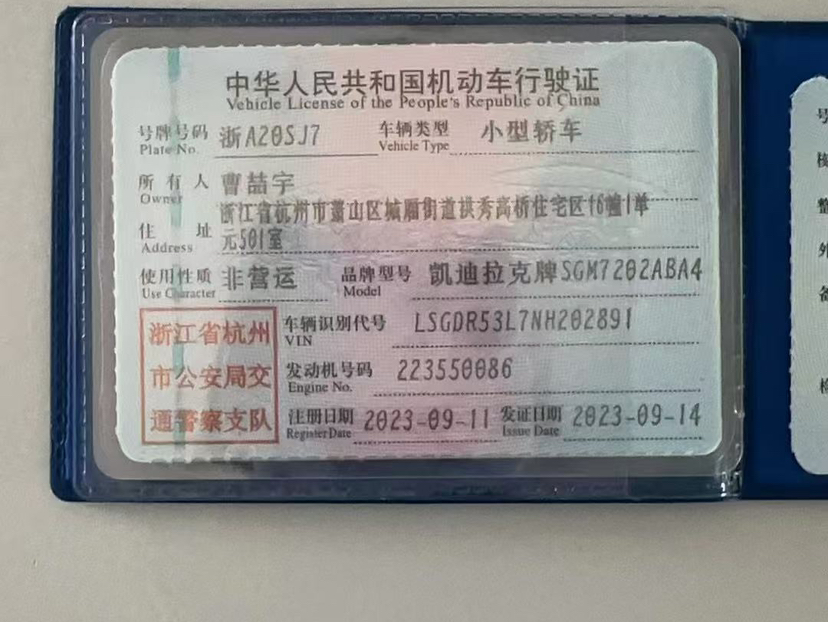 中华人民共和国机动车行驶证
Vehicle License of the People's Republic of China
号牌号码 浙A20SJ7 车辆类型 小型轿车
Plate No. Vehicle Type
所有人 曹喆宇
Owner
住址 浙江省杭州市萧山区城厢街道拱秀高桥住宅区16幢1单
Address 元501室
使用性质 非营运 品牌型号 凯迪拉克牌SGM7202ABA4
Use Character Model
浙江省杭州 车辆识别代号 LSGDR53L7NH202891
VIN
市公安局交 发动机号码 223550086
Engine No.
通警察支队 注册日期 2023-09-11 发证日期 2023-09-14
Register Date Issue Date
号
整
外